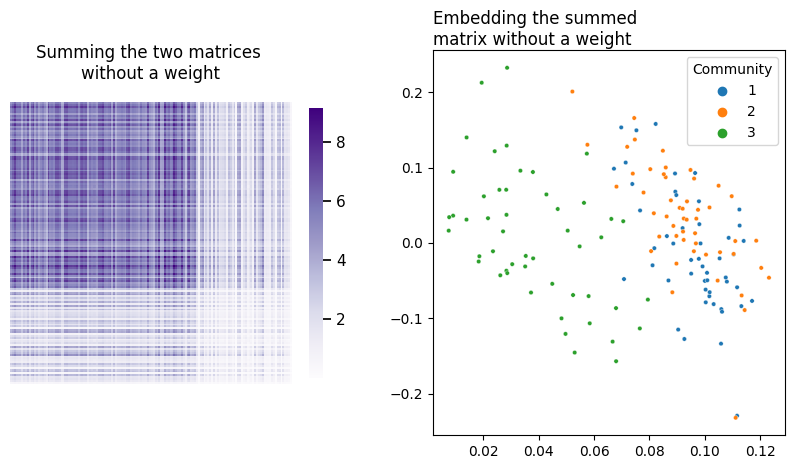 Summing the two matrices
without a weight
8
6
4
2
Embedding the summed
matrix without a weight
Community
1
2
3
0.2
0.1
0.0
−0.1
−0.2
0.02 0.04 0.06 0.08 0.10 0.12